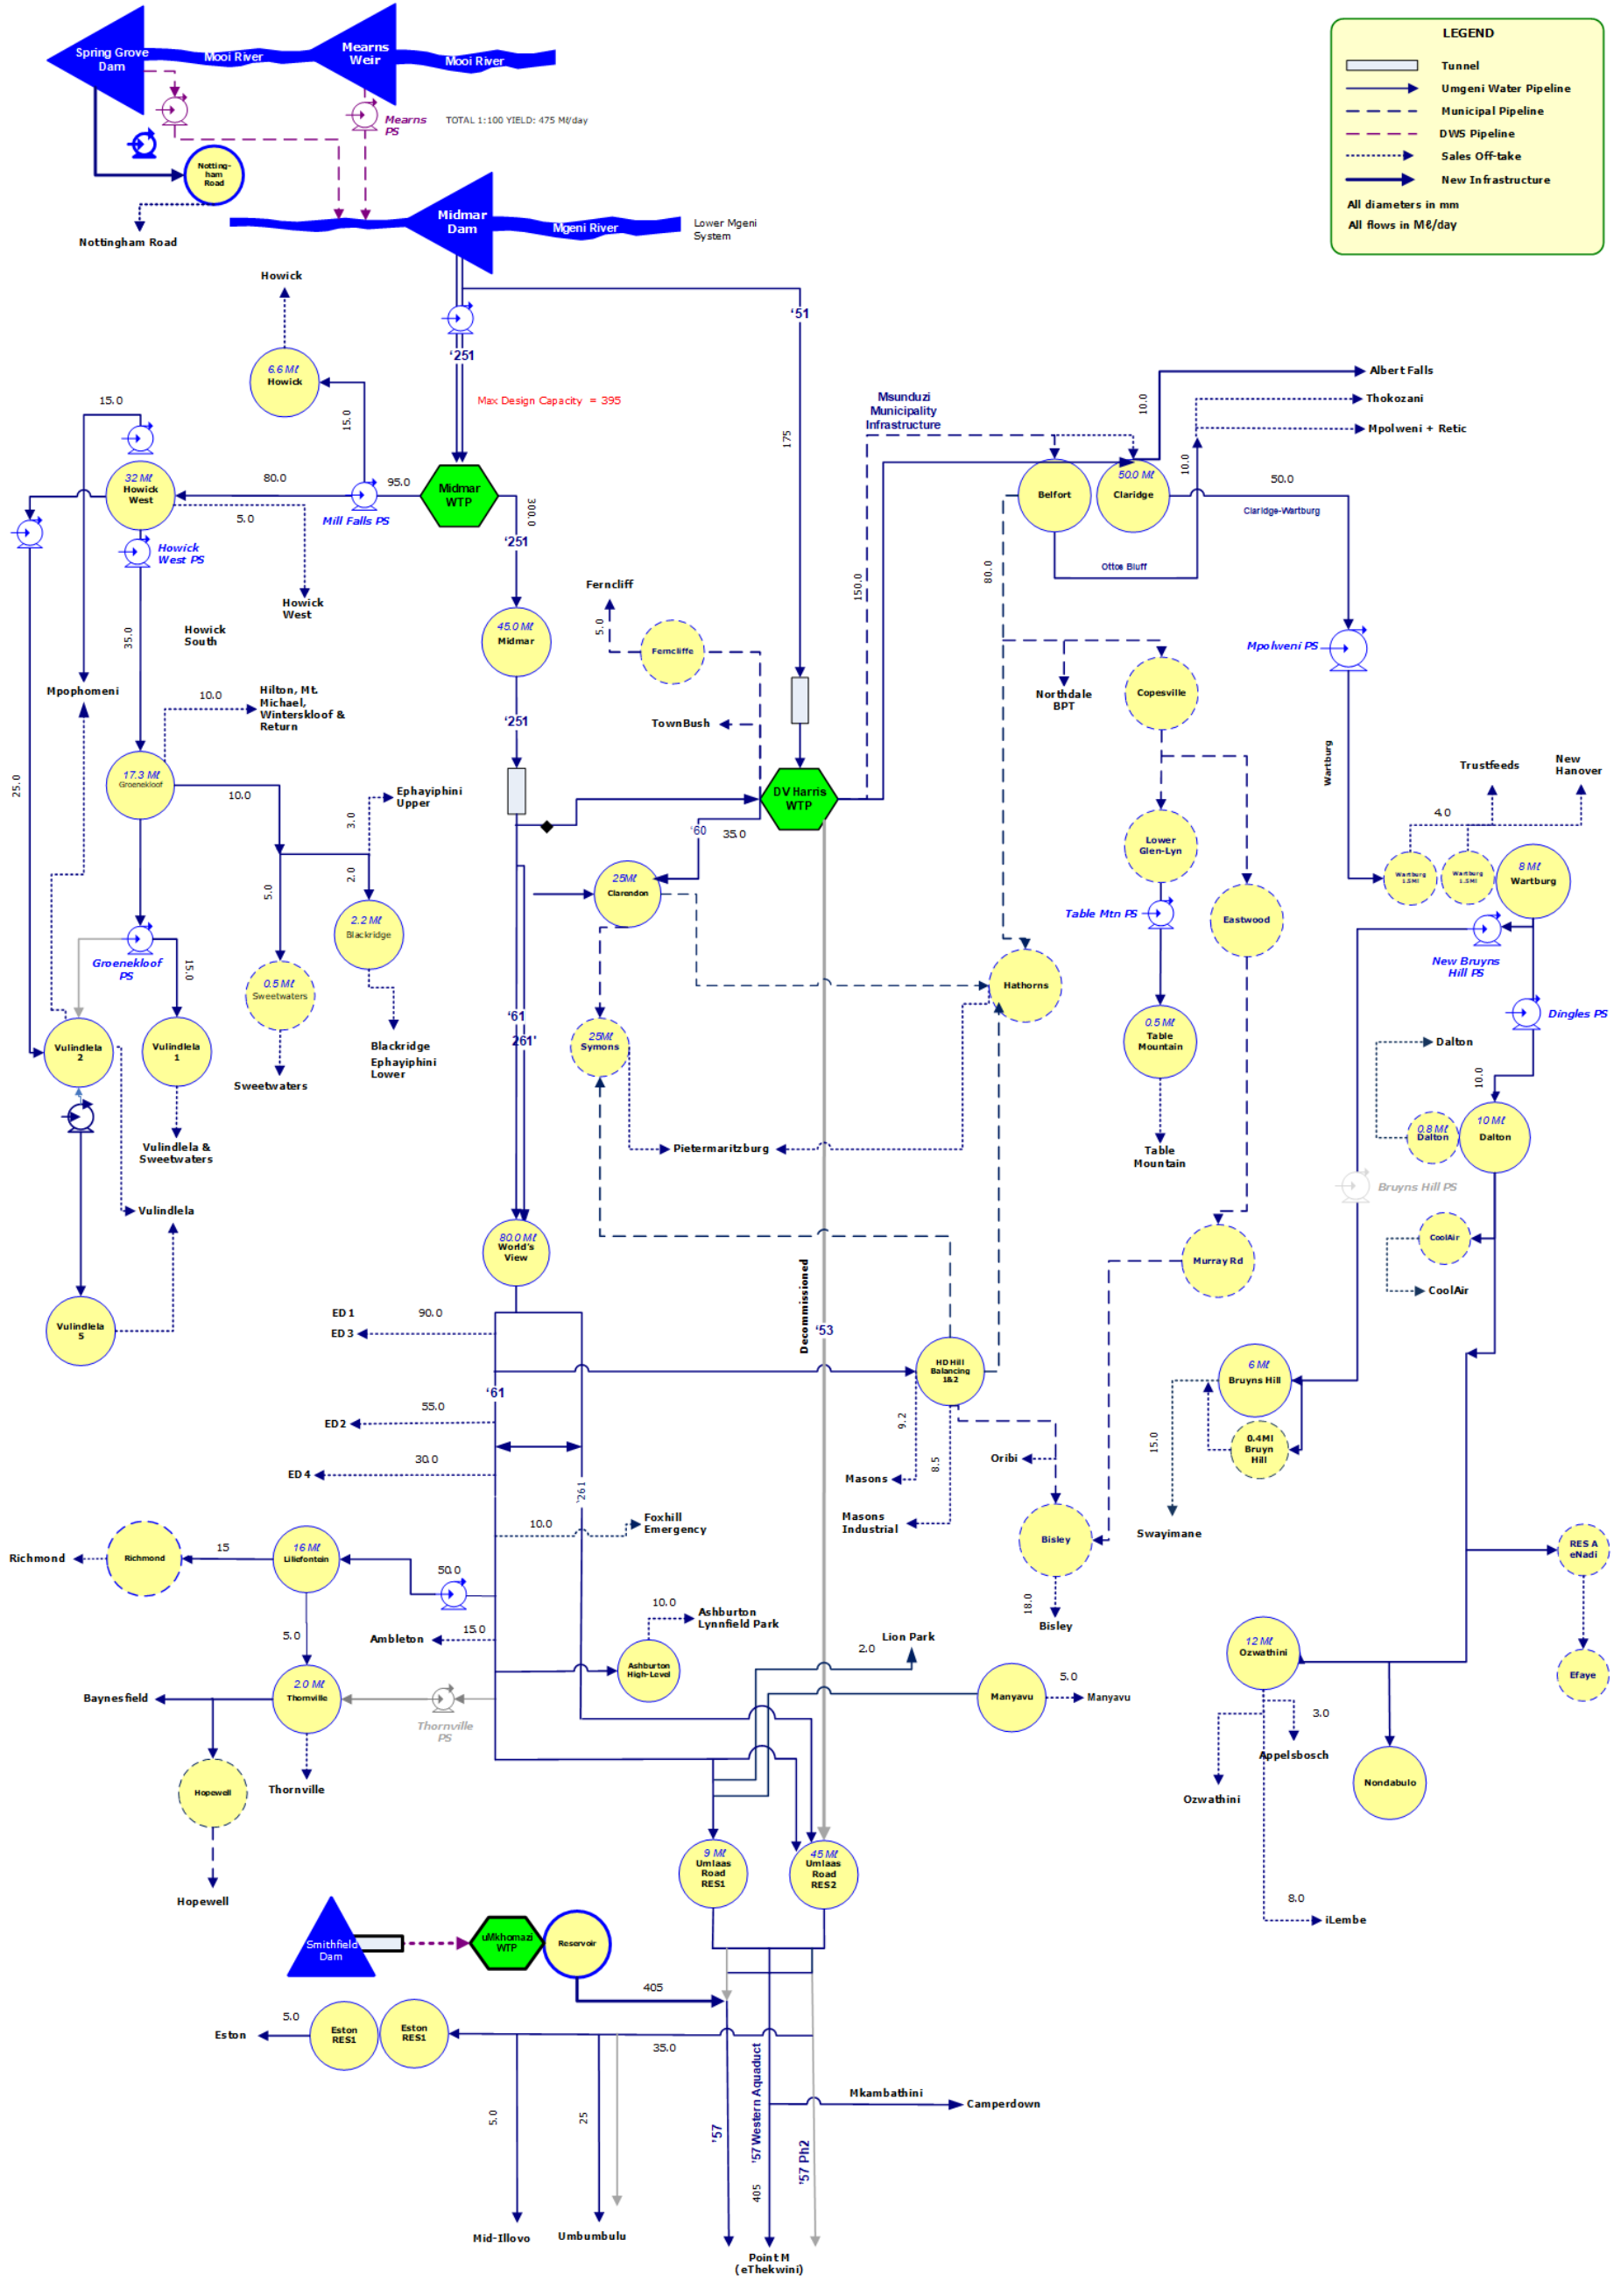 Spring Grove
Dam
Mooi River
Mearns
Weir
Mooi River
Mearns
PS
TOTAL 1:100 YIELD: 475 Mℓ/day
Notting-
ham
Road
Nottingham Road
Midmar
Dam
Mgeni River
Lower Mgeni
System
LEGEND
Tunnel
Umgeni Water Pipeline
Municipal Pipeline
DWS Pipeline
Sales Off-take
New Infrastructure
All diameters in mm
All flows in Mℓ/day
Howick
6.6 Mℓ
Howick
15.0
‘251
‘51
Max Design Capacity = 395
175
15.0
32 Mℓ
Howick
West
80.0
95.0
Mill Falls PS
5.0
Midmar
WTP
300.0
‘251
Howick
West PS
Howick
West
35.0
Howick
South
Mpophomeni
10.0
Hilton, Mt.
Michael,
Winterskloof &
Return
25.0
17.3 Mℓ
Groenekloof
10.0
3.0
Ephayiphini
Upper
5.0
2.0
2.2 Mℓ
Blackridge
Groenekloof
PS
15.0
0.5 Mℓ
Sweetwaters
Blackridge
Ephayiphini
Lower
Sweetwaters
Vulindlela
2
Vulindlela
1
Vulindlela &
Sweetwaters
Vulindlela
Vulindlela
5
45.0 Mℓ
Midmar
‘251
Ferncliff
5.0
Ferncliffe
TownBush
DV Harris
WTP
‘60
35.0
25Mℓ
Clarendon
‘61
261'
25Mℓ
Symons
Pietermaritzburg
80.0 Mℓ
World's
View
Msunduzi
Municipality
Infrastructure
150.0
80.0
Belfort
50.0 Mℓ
Claridge
10.0
10.0
Albert Falls
Thokozani
Mpolweni + Retic
50.0
Claridge-Wartburg
Ottos Bluff
Mpolweni PS
Northdale
BPT
Copesville
Lower
Glen-Lyn
Table Mtn PS
Eastwood
Hathorns
0.5 Mℓ
Table
Mountain
Table
Mountain
Murray Rd
Wartburg
Trustfeeds
New
Hanover
4.0
Wartburg
1.5Ml
Wartburg
1.5Ml
8 Mℓ
Wartburg
New Bruyns
Hill PS
Dingles PS
10.0
Dalton
0.8 Mℓ
Dalton
10 Mℓ
Dalton
Bruyns Hill PS
CoolAir
CoolAir
6 Mℓ
Bruyns Hill
0.4Ml
Bruyn
Hill
15.0
Swayimane
RES A
eNadi
Efaye
12 Mℓ
Ozwathini
3.0
Appelsbosch
Ozwathini
Nondabulo
8.0
iLembe
ED 1
90.0
ED 3
‘61
55.0
ED 2
30.0
ED 4
‘261
Decommissioned
‘53
HD Hill
Balancing
1&2
9.2
8.5
Masons
Masons
Industrial
Oribi
Bisley
18.0
Bisley
10.0
Foxhill
Emergency
Richmond
Richmond
15
16 Mℓ
Liliefontein
50.0
5.0
Ambleton
15.0
10.0
Ashburton
Lynnfield Park
Ashburton
High-Level
Baynesfield
2.0 Mℓ
Thornville
Thornville
PS
Hopewell
Thornville
Hopewell
2.0
Lion Park
Manyavu
5.0
Manyavu
9 Mℓ
Umlaas
Road
RES1
45 Mℓ
Umlaas
Road
RES2
Smithfield
Dam
uMkhomazi
WTP
Reservoir
405
Eston
5.0
Eston
RES1
Eston
RES1
35.0
5.0
25
Mid-Illovo
Umbumbulu
'57
'57 Western Aquaduct
405
'57 Ph2
Mkambathini
Camperdown
Point M
(eThekwini)